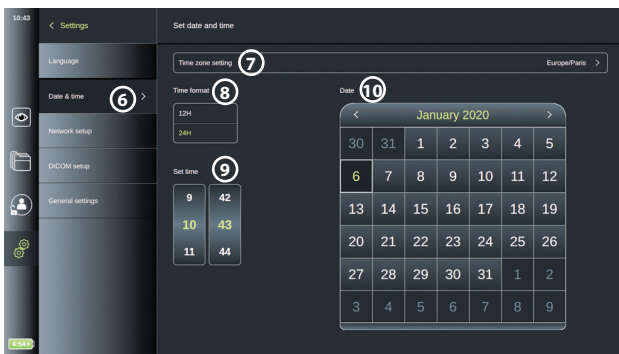 10:43
Settings
Set date and time
Language
Time zone setting 7 Europe/Paris
Date & time 6
Time format 8
Date 10
12H
24H
January 2020
Network setup
30 31 1 2 3 4 5
DICOM setup
Set time 9
6 7 8 9 10 11 12
General settings
9 42
10 43
11 44
13 14 15 16 17 18 19
20 21 22 23 24 25 26
27 28 29 30 31 1 2
3 4 5 6 7 8 9
4:54